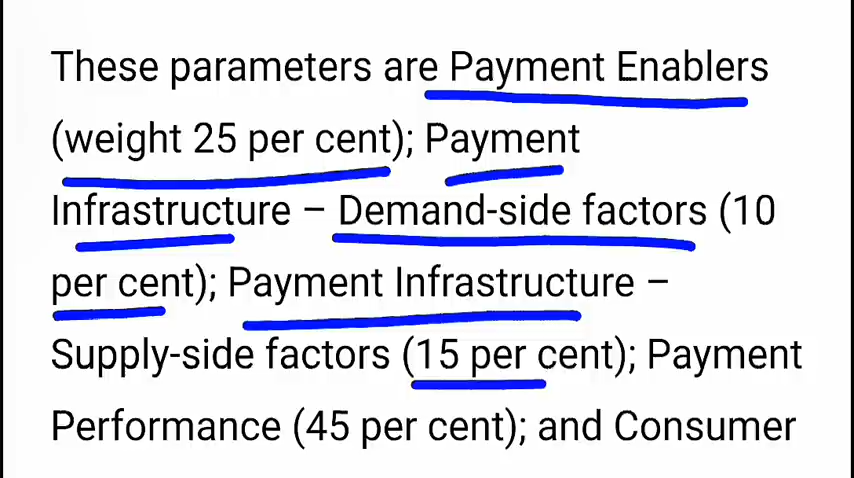 These parameters are Payment Enablers
(weight 25 per cent); Payment
Infrastructure – Demand-side factors (10
per cent); Payment Infrastructure –
Supply-side factors (15 per cent); Payment
Performance (45 per cent); and Consumer